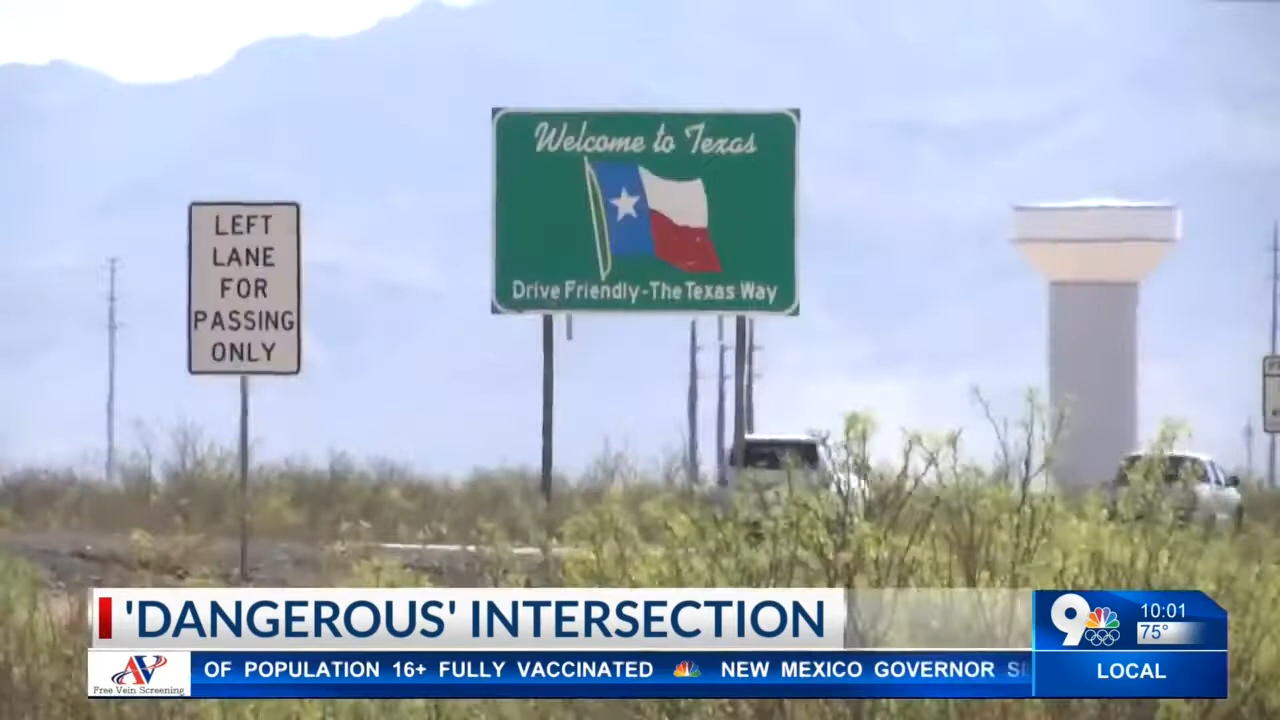 Welcome to Texas
Drive Friendly-The Texas Way
LEFT
LANE
FOR
PASSING
ONLY
'DANGEROUS' INTERSECTION
9
10:01
75°
LOCAL
AV
Free Vein Screening
OF POPULATION 16+ FULLY VACCINATED
NEW MEXICO GOVERNOR